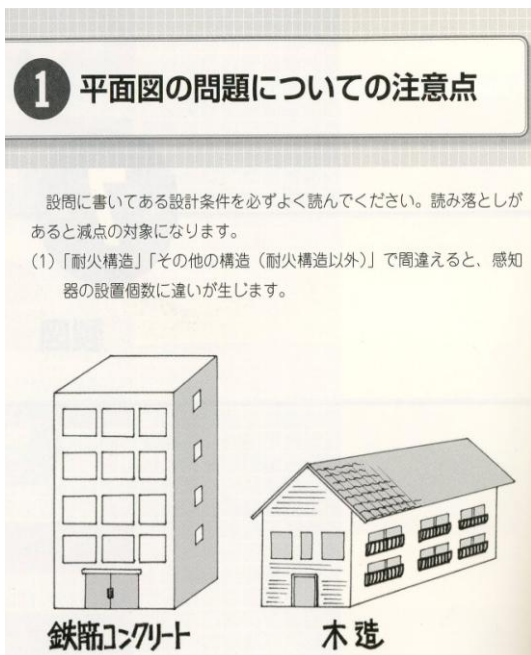 1 平面図の問題についての注意点
設問に書いてある設計条件を必ずよく読んでください。読み落としが
あると減点の対象になります。
(1)「耐火構造」「その他の構造（耐火構造以外）」で間違えると、感知
器の設置個数に違いが生じます。
鉄筋コンクリート
木造